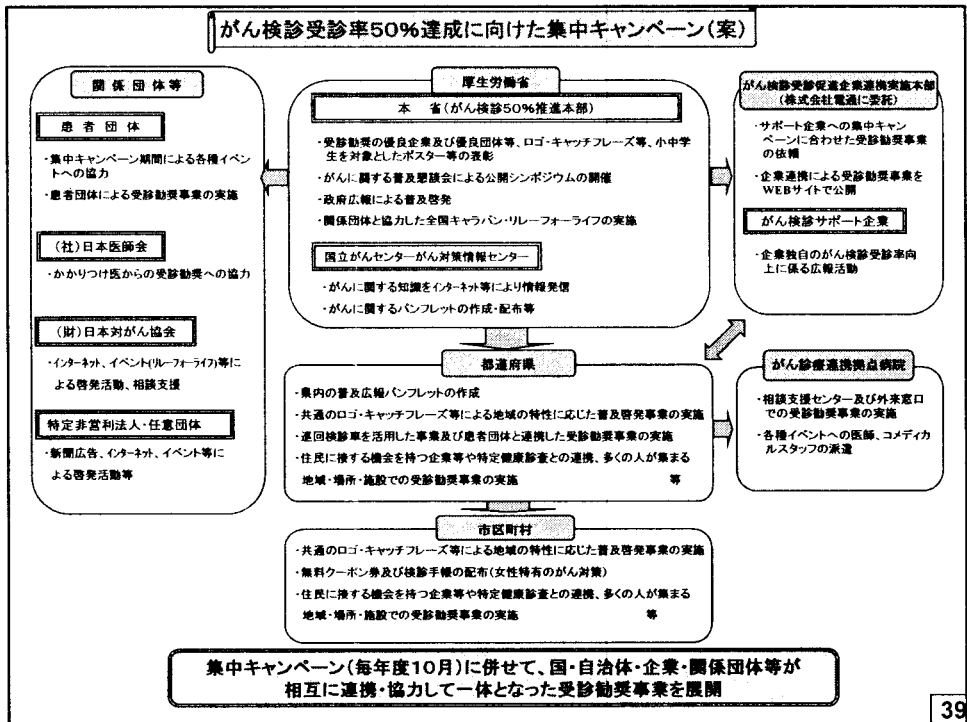 がん検診受診率50%達成に向けた集中キャンペーン(案)
関係団体等
患者団体
・集中キャンペーン期間による各種イベン
トへの協力
・患者団体による受診勧奨事業の実施
(社)日本医師会
・かかりつけ医からの受診勧奨への協力
(財)日本対がん協会
・インターネット、イベント(リレーフォーライフ)等に
よる啓発活動、相談支援
特定非営利法人・任意団体
・新聞広告、インターネット、イベント等に
よる啓発活動等
厚生労働省
本 省(がん検診50%推進本部)
・受診勧奨の優良企業及び優良団体等、ロゴ・キャッチフレーズ等、小中学
生を対象としたポスター等の表彰
・がんに関する普及懇談会による公開シンポジウムの開催
・政府広報による普及啓発
・関係団体と協力した全国キャラバン・リレーフォーライフの実施
国立がんセンターがん対策情報センター
・がんに関する知識をインターネット等により情報発信
・がんに関するパンフレットの作成・配布等
がん検診受診促進企業連携実施本部
(株式会社電通に委託)
・サポート企業への集中キャン
ペーンに合わせた受診勧奨事業
の依頼
・企業連携による受診勧奨事業を
WEBサイトで公開
がん検診サポート企業
・企業独自のがん検診受診率向
上に係る広報活動
都道府県
・県内の普及広報パンフレットの作成
・共通のロゴ・キャッチフレーズ等による地域の特性に応じた普及啓発事業の実施
・巡回検診車を活用した事業及び患者団体と連携した受診勧奨事業の実施
・住民に接する機会を持つ企業等や特定健康診査との連携、多くの人が集まる
地域・場所・施設での受診勧奨事業の実施 等
がん診療連携拠点病院
・相談支援センター及び外来窓口
での受診勧奨事業の実施
・各種イベントへの医師、コメディカ
ルスタッフの派遣
市区町村
・共通のロゴ・キャッチフレーズ等による地域の特性に応じた普及啓発事業の実施
・無料クーポン券及び検診手帳の配布(女性特有のがん対策)
・住民に接する機会を持つ企業等や特定健康診査との連携、多くの人が集まる
地域・場所・施設での受診勧奨事業の実施 等
集中キャンペーン(毎年度10月)に併せて、国・自治体・企業・関係団体等が
相互に連携・協力して一体となった受診勧奨事業を展開
39